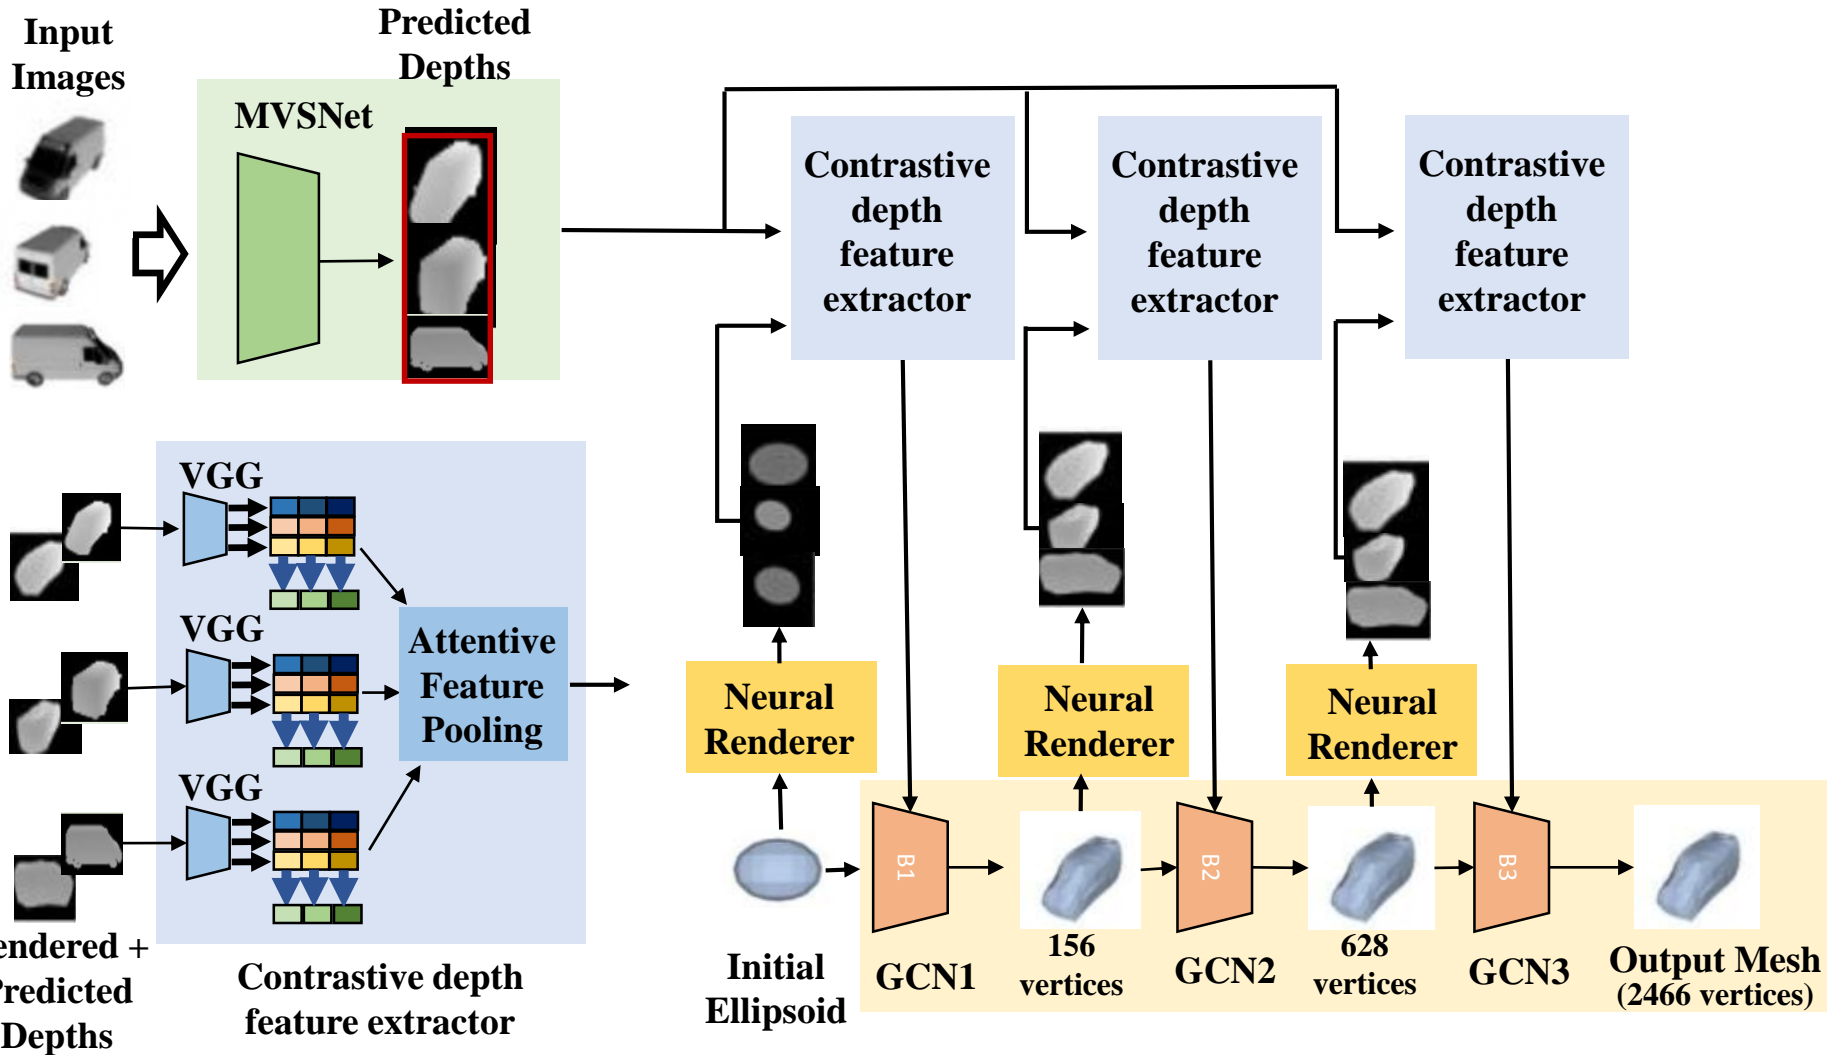 Input
Images
Predicted
Depths
MVSNet
Contrastive
depth
feature
extractor
Contrastive
depth
feature
extractor
Contrastive
depth
feature
extractor
VGG
VGG
VGG
Attentive
Feature
Pooling
endered +
Predicted
Depths
Contrastive depth
feature extractor
Neural
Renderer
Neural
Renderer
Neural
Renderer
B1
B2
B3
Initial
Ellipsoid
GCN1
156
vertices
GCN2
628
vertices
GCN3
Output Mesh
(2466 vertices)